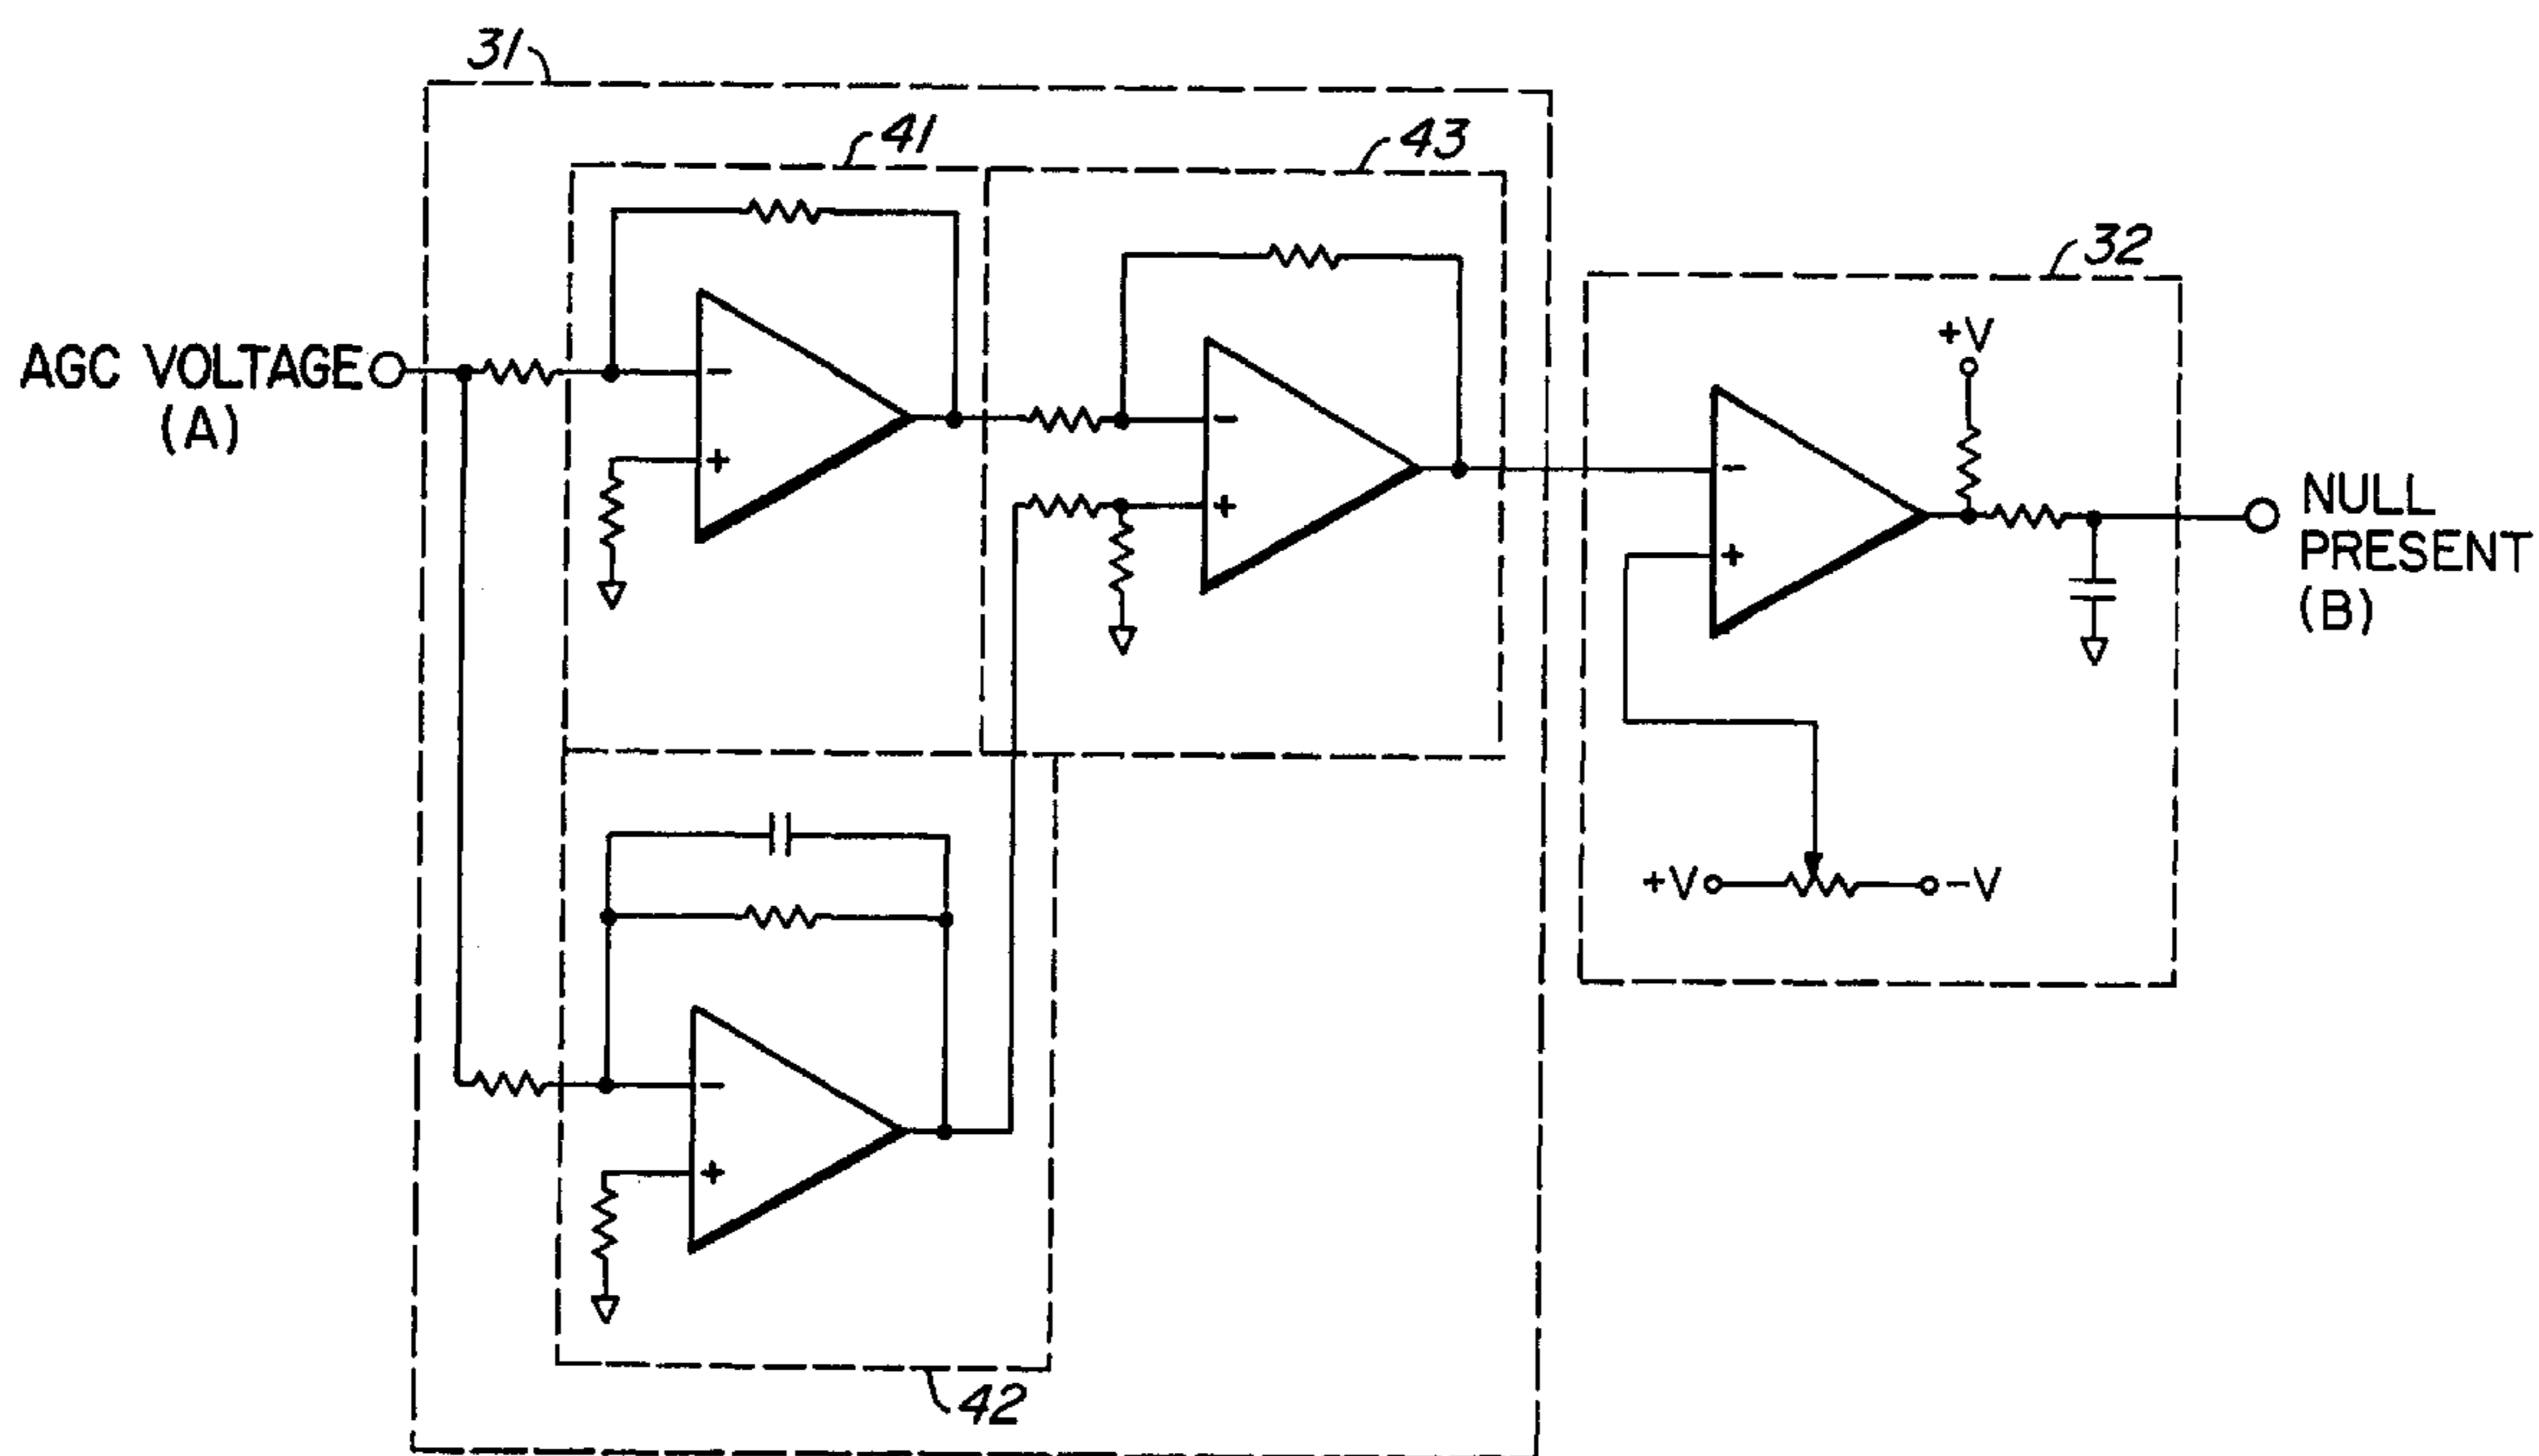 31
41
43
32
AGC VOLTAGE
(A)
-
+
-
+
-
+
+V
NULL
PRESENT
(B)
+V
-V
-
+
42